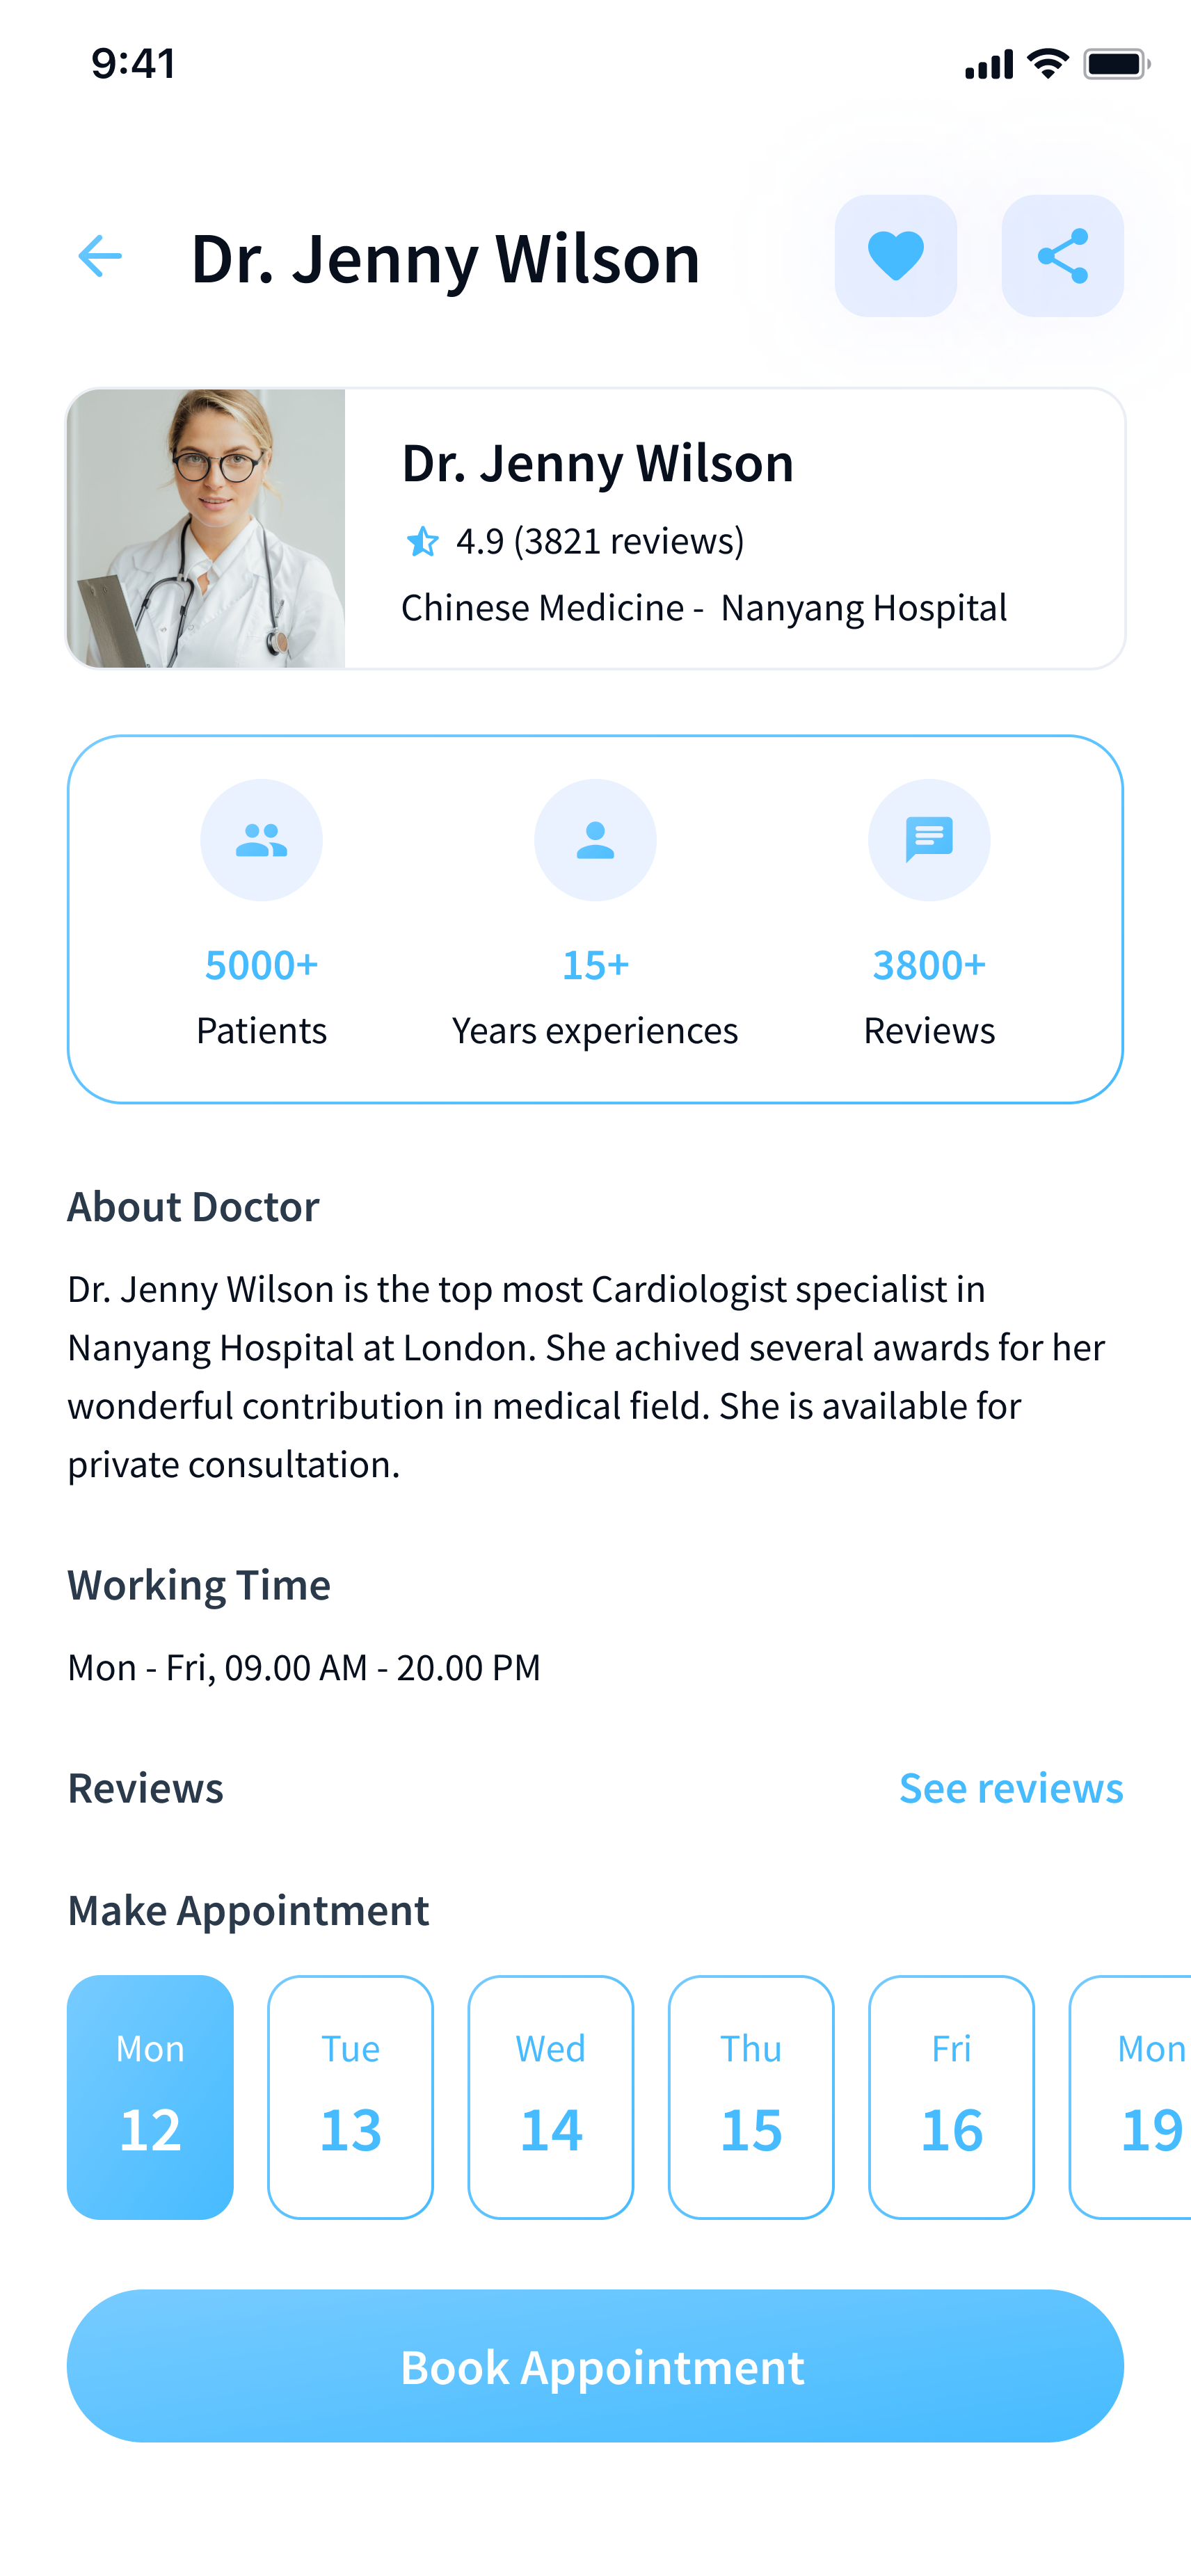 9:41
Dr. Jenny Wilson
Dr. Jenny Wilson
4.9 (3821 reviews)
Chinese Medicine - Nanyang Hospital
5000+
Patients
15+
Years experiences
3800+
Reviews
About Doctor
Dr. Jenny Wilson is the top most Cardiologist specialist in
Nanyang Hospital at London. She achived several awards for her
wonderful contribution in medical field. She is available for
private consultation.
Working Time
Mon - Fri, 09.00 AM - 20.00 PM
Reviews
See reviews
Make Appointment
Mon
12
Tue
13
Wed
14
Thu
15
Fri
16
Mon
19
Book Appointment